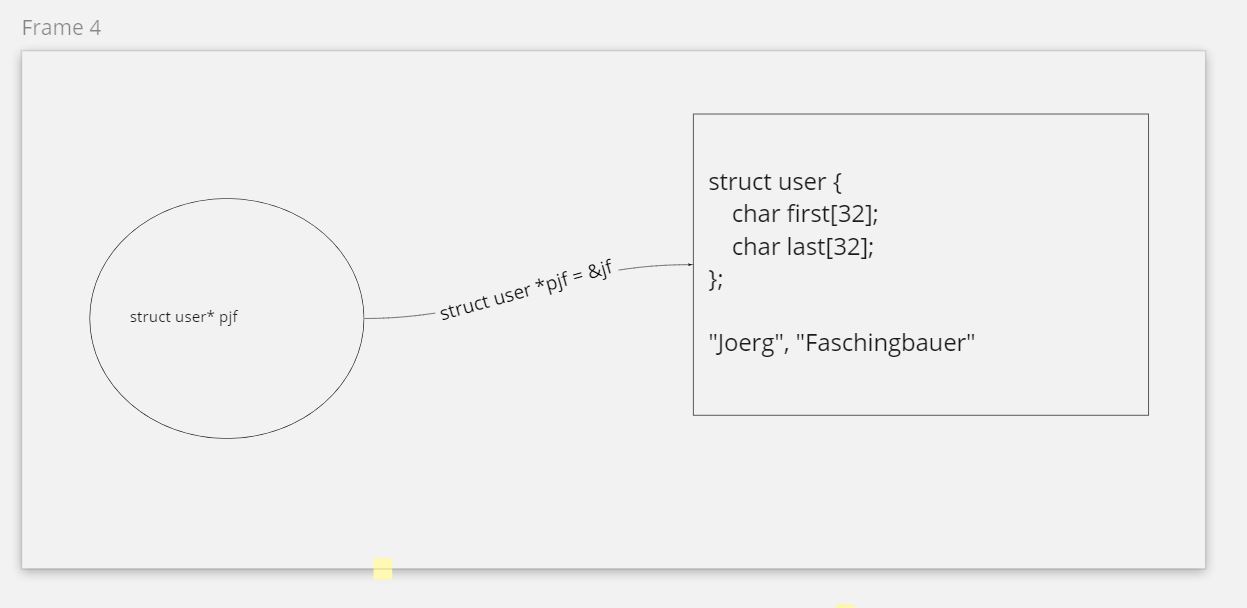 Frame 4
struct user {
    char first[32];
    char last[32];
};
"Joerg", "Faschingbauer"
struct user *pjf = &jf
struct user* pjf